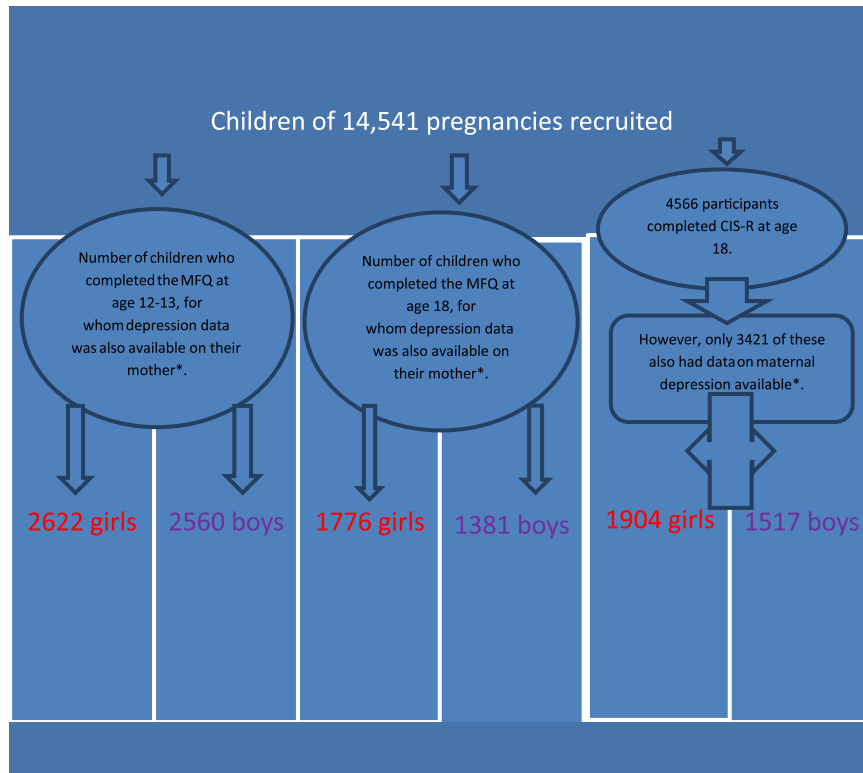 Children of 14,541 pregnancies recruited
Number of children who
completed the MFQ at
age 12-13, for
whom depression data
was also available on their
mother*.
Number of children who
completed the MFQ at
age 18, for
whom depression data
was also available on
their mother*.
4566 participants
completed CIS-R at age
18.
However, only 3421 of these
also had data on maternal
depression available*.
2622 girls
2560 boys
1776 girls
1381 boys
1904 girls
1517 boys